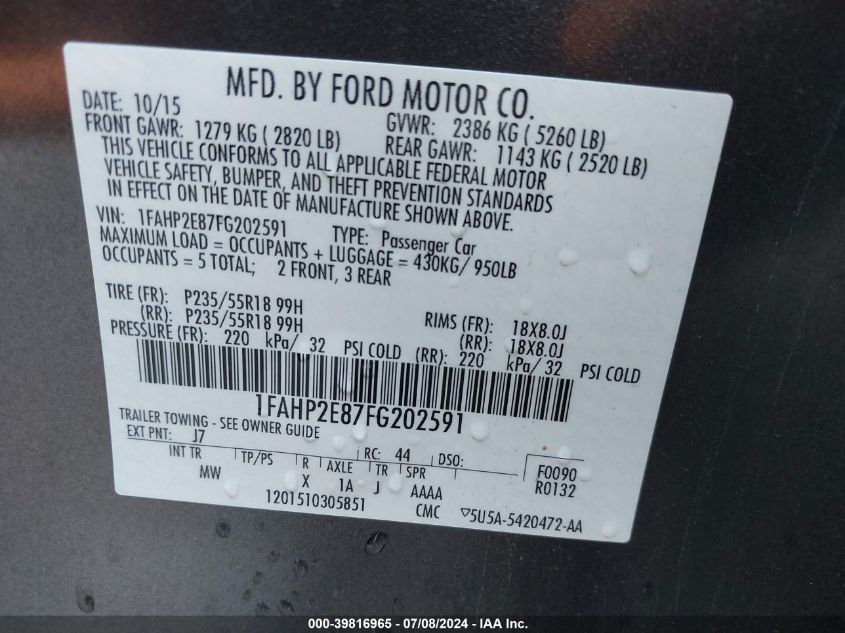 MFD. BY FORD MOTOR CO.
DATE: 10/15 GVWR: 2386 KG ( 5260 LB)
FRONT GAWR: 1279 KG ( 2820 LB) REAR GAWR: 1143 KG ( 2520 LB)
THIS VEHICLE CONFORMS TO ALL APPLICABLE FEDERAL MOTOR
VEHICLE SAFETY, BUMPER, AND THEFT PREVENTION STANDARDS
IN EFFECT ON THE DATE OF MANUFACTURE SHOWN ABOVE.
VIN: 1FAHP2E87FG202591 TYPE: Passenger Car
MAXIMUM LOAD = OCCUPANTS + LUGGAGE = 430KG/ 950LB
OCCUPANTS = 5 TOTAL; 2 FRONT, 3 REAR
TIRE (FR): P235/55R18 99H RIMS (FR): 18X8.0J
(RR): P235/55R18 99H (RR): 18X8.0J
PRESSURE (FR): 220 kPa/ 32 PSI COLD (RR): 220 kPa/ 32 PSI COLD
1FAHP2E87FG202591
TRAILER TOWING - SEE OWNER GUIDE
EXT PNT: J7 RC: 44 DSO: F0090
INT TR TP/PS R AXLE TR SPR R0132
MW X 1A J AAAA
1201510305851 CMC ▽5U5A-5420472-AA
000-39816965 - 07/08/2024 - IAA Inc.